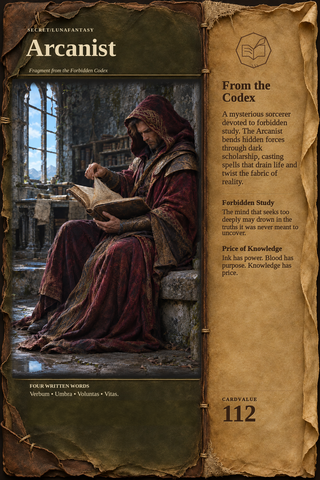 SECRET/LUNAFANTASY
Arcanist
Fragment from the Forbidden Codex
FOUR WRITTEN WORDS
Verbum • Umbra • Voluntas • Vitas.
From the
Codex
A mysterious sorcerer
devoted to forbidden
study. The Arcanist
bends hidden forces
through dark
scholarship, casting
spells that drain life and
twist the fabric of
reality.
Forbidden Study
The mind that seeks too
deeply may drown in the
truths it was never meant to
uncover.
Price of Knowledge
Ink has power. Blood has
purpose. Knowledge has
price.
CARDVALUE
112